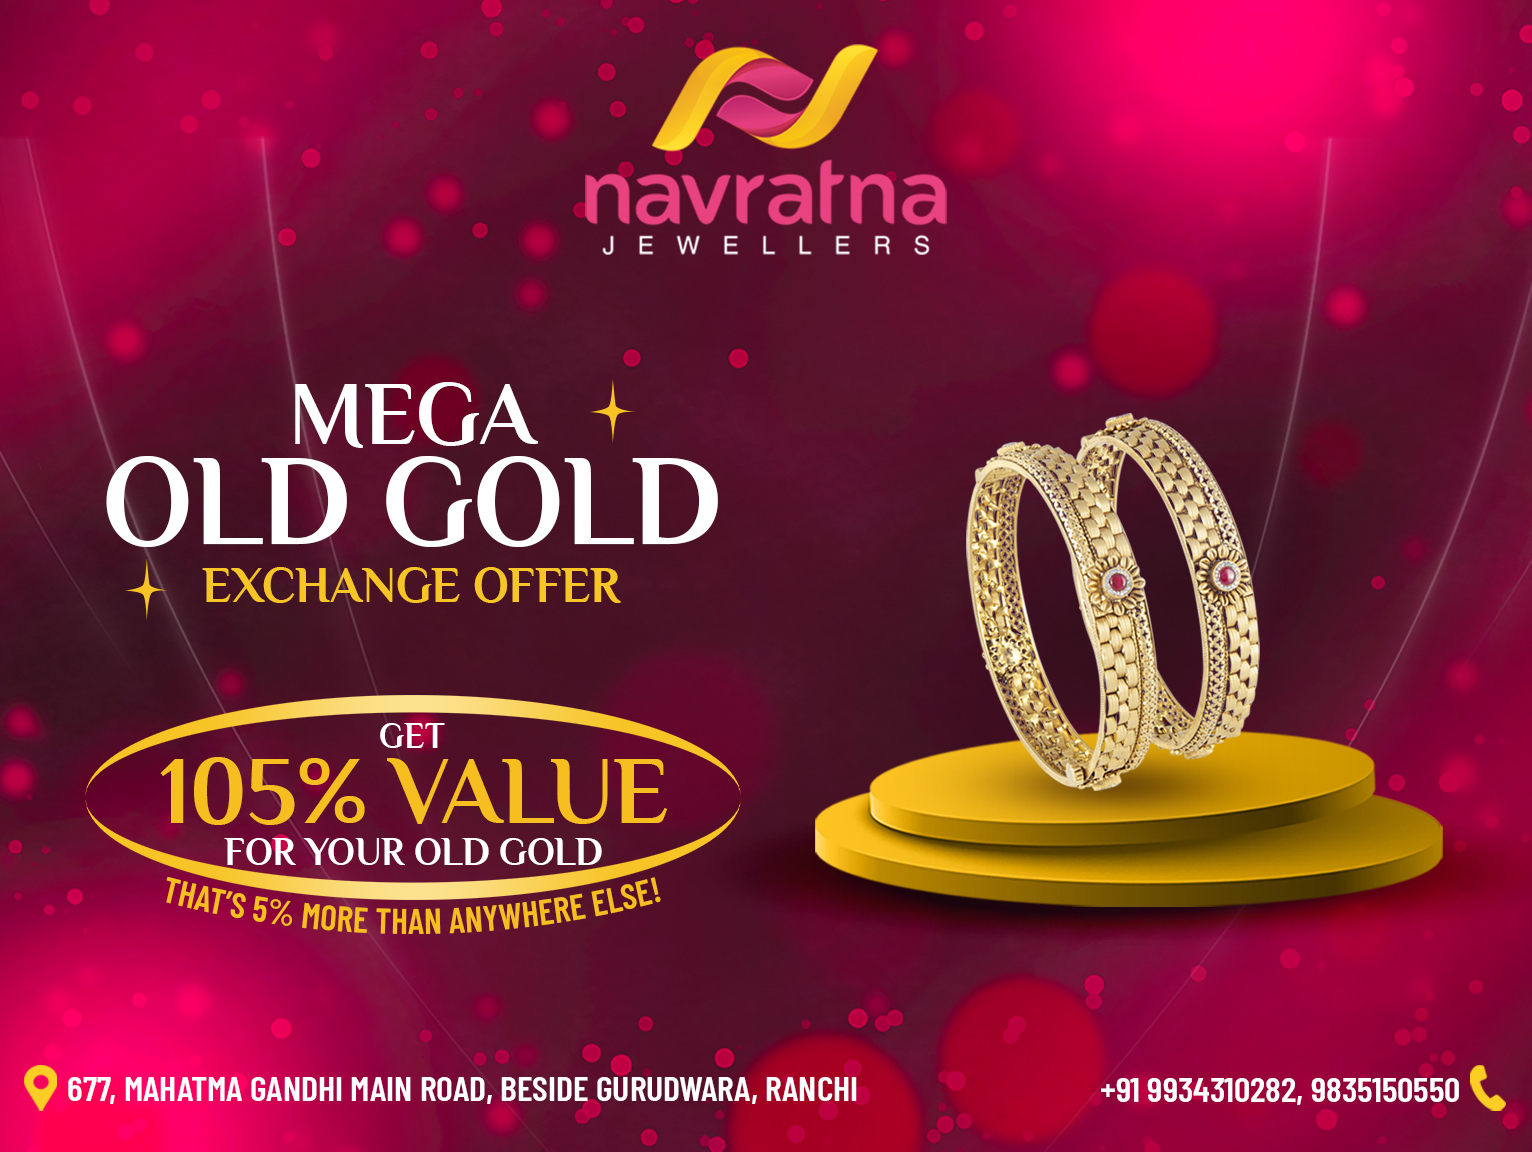 navratna
JEWELLERS
MEGA
OLD GOLD
EXCHANGE OFFER
GET
105% VALUE
FOR YOUR OLD GOLD
THAT'S 5% MORE THAN ANYWHERE ELSE!
677, MAHATMA GANDHI MAIN ROAD, BESIDE GURUDWARA, RANCHI
+91 9934310282, 9835150550